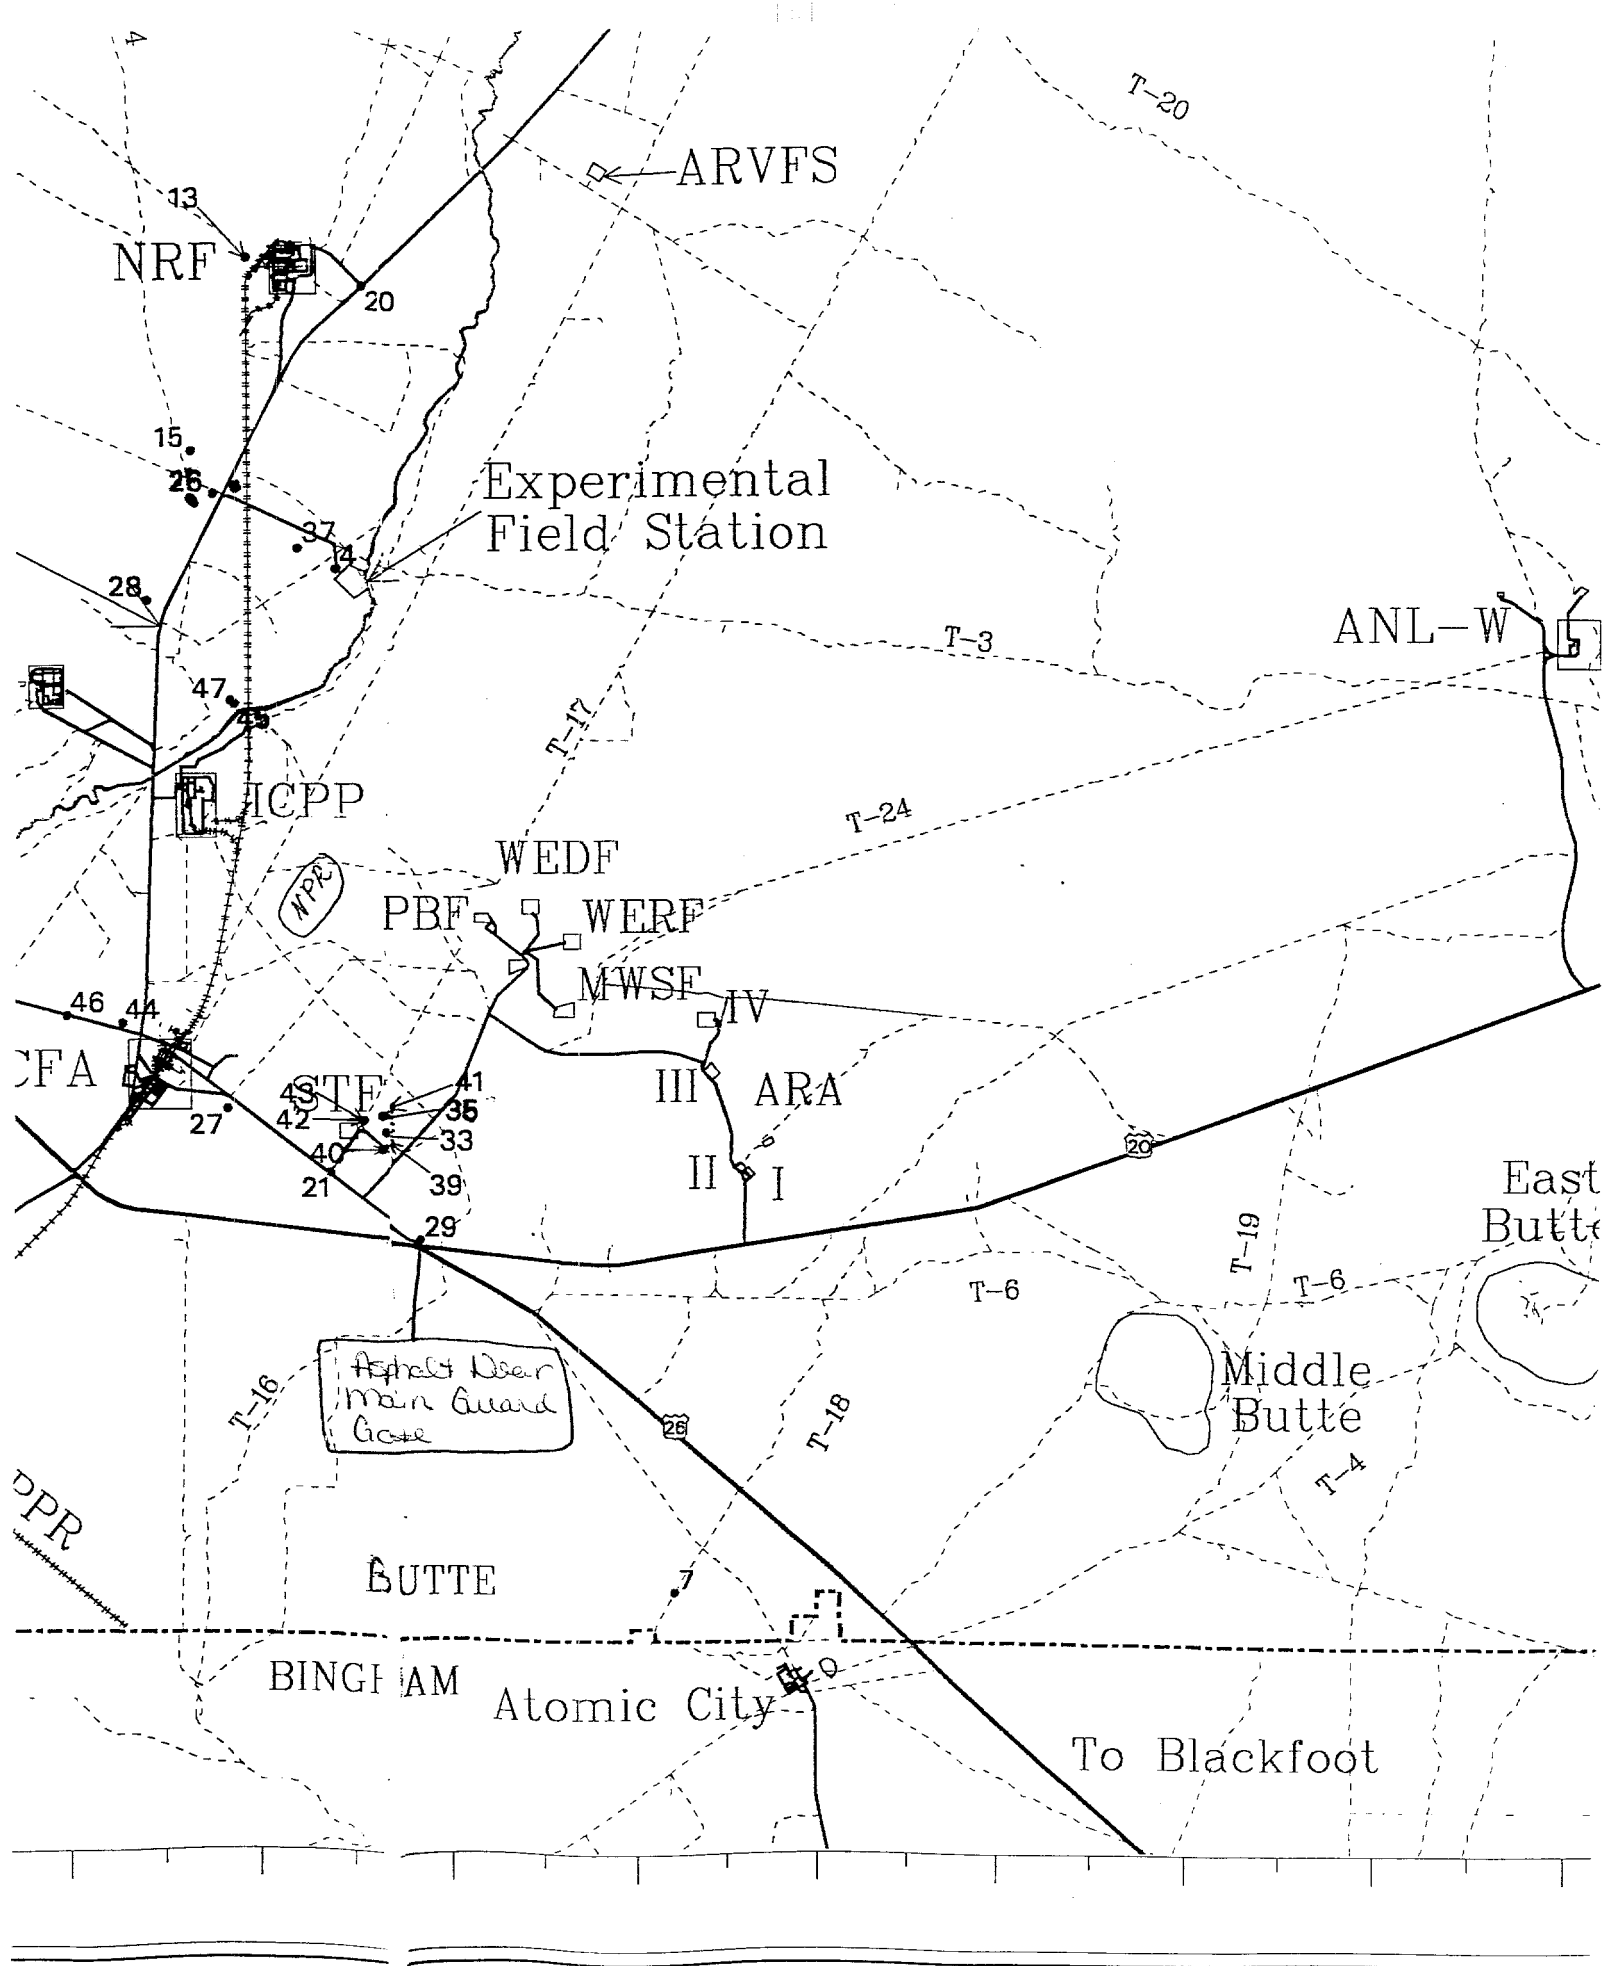 4
T-20
ARVFS
13
NRF
20
15
26
Experimental
Field Station
37
4
28
ANL-W
T-3
47
45
T-17
ICPP
T-24
WEDF
NPR
PBF
WERF
MWSF
IV
46
44
CFA
STF
43
41
III
ARA
42
35
27
33
40
20
II
I
21
39
East
Butte
29
T-19
T-6
T-6
Asphalt Near
Main Guard
Gate
Middle
Butte
T-16
T-18
26
T-4
PPR
BUTTE
7
BINGHAM
Atomic City
To Blackfoot